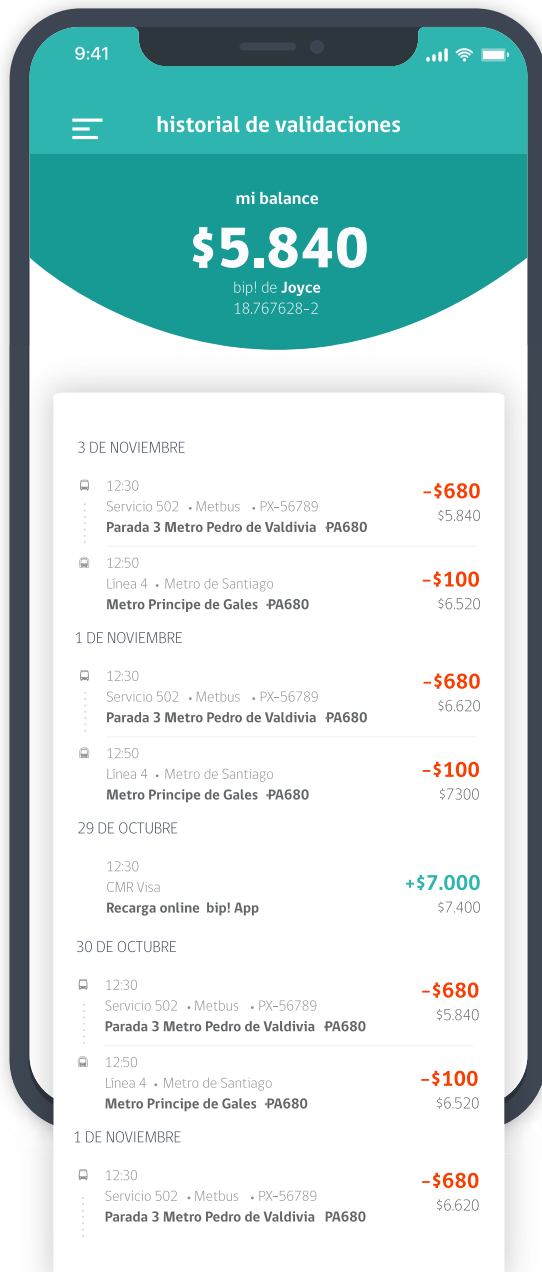 9:41
historial de validaciones
mi balance
$5.840
bip! de Joyce
18.767628-2
3 DE NOVIEMBRE
12:30
Servicio 502 • Metbus • PX-56789
Parada 3 Metro Pedro de Valdivia PA680
-$680
$5.840
12:50
Línea 4 • Metro de Santiago
Metro Principe de Gales PA680
-$100
$6.520
1 DE NOVIEMBRE
12:30
Servicio 502 • Metbus • PX-56789
Parada 3 Metro Pedro de Valdivia PA680
-$680
$6.620
12:50
Línea 4 • Metro de Santiago
Metro Principe de Gales PA680
-$100
$7300
29 DE OCTUBRE
12:30
CMR Visa
Recarga online bip! App
+$7.000
$7.400
30 DE OCTUBRE
12:30
Servicio 502 • Metbus • PX-56789
Parada 3 Metro Pedro de Valdivia PA680
-$680
$5.840
12:50
Línea 4 • Metro de Santiago
Metro Principe de Gales PA680
-$100
$6.520
1 DE NOVIEMBRE
12:30
Servicio 502 • Metbus • PX-56789
Parada 3 Metro Pedro de Valdivia PA680
-$680
$6.620